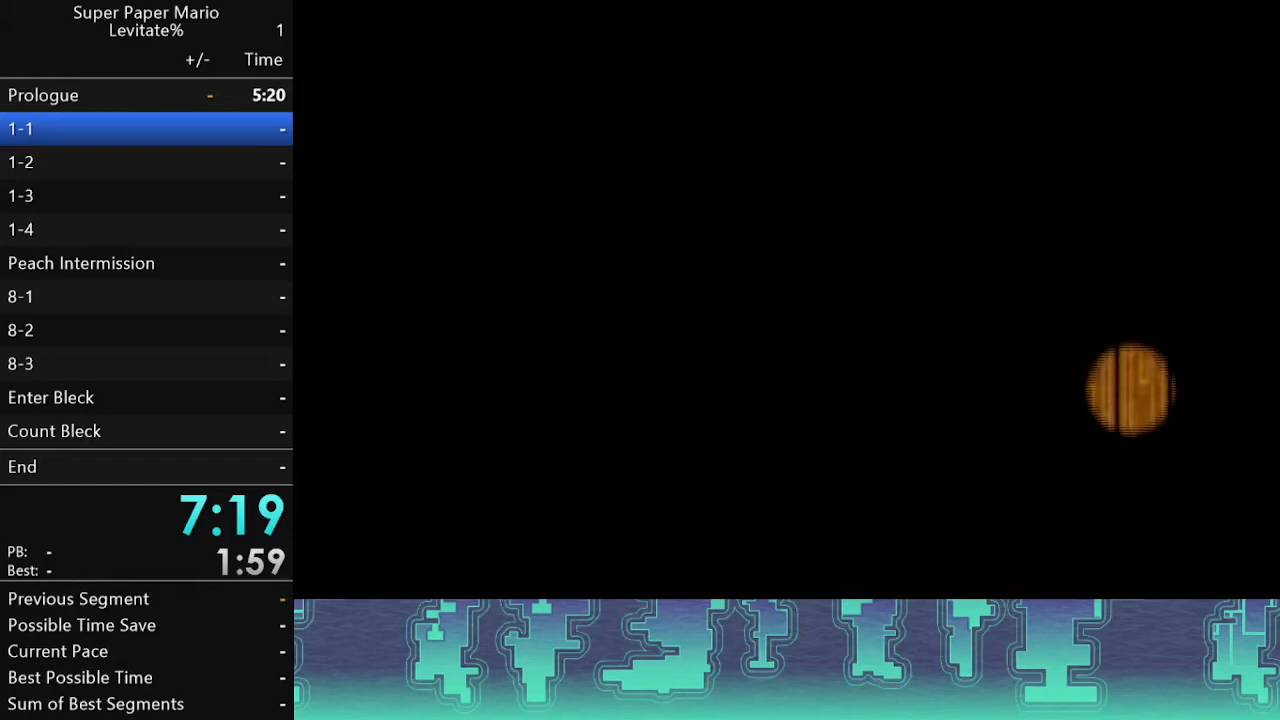 Super Paper Mario
Levitate% 1
+/- Time
Prologue - 5:20
1-1 -
1-2 -
1-3 -
1-4 -
Peach Intermission -
8-1 -
8-2 -
8-3 -
Enter Bleck -
Count Bleck -
End -
7:19
PB: -
Best: - 1:59
Previous Segment -
Possible Time Save -
Current Pace -
Best Possible Time -
Sum of Best Segments -